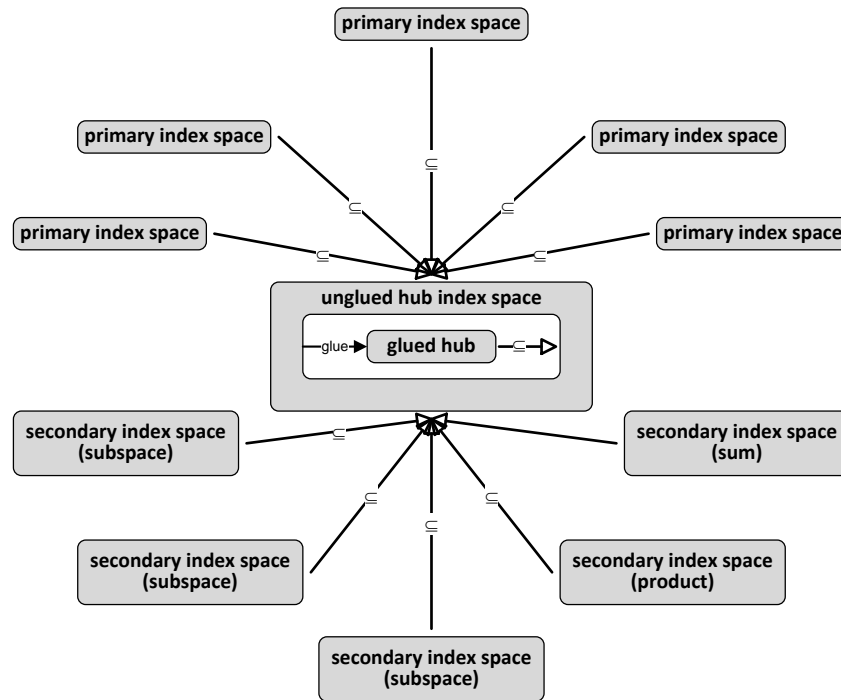 primary index space
primary index space
primary index space
⊆
⊆
⊆
primary index space
primary index space
⊆
⊆
unglued hub index space
glue
glued hub
⊆
secondary index space
(subspace)
⊆
secondary index space
(sum)
⊆
⊆
⊆
secondary index space
(subspace)
secondary index space
(product)
secondary index space
(subspace)